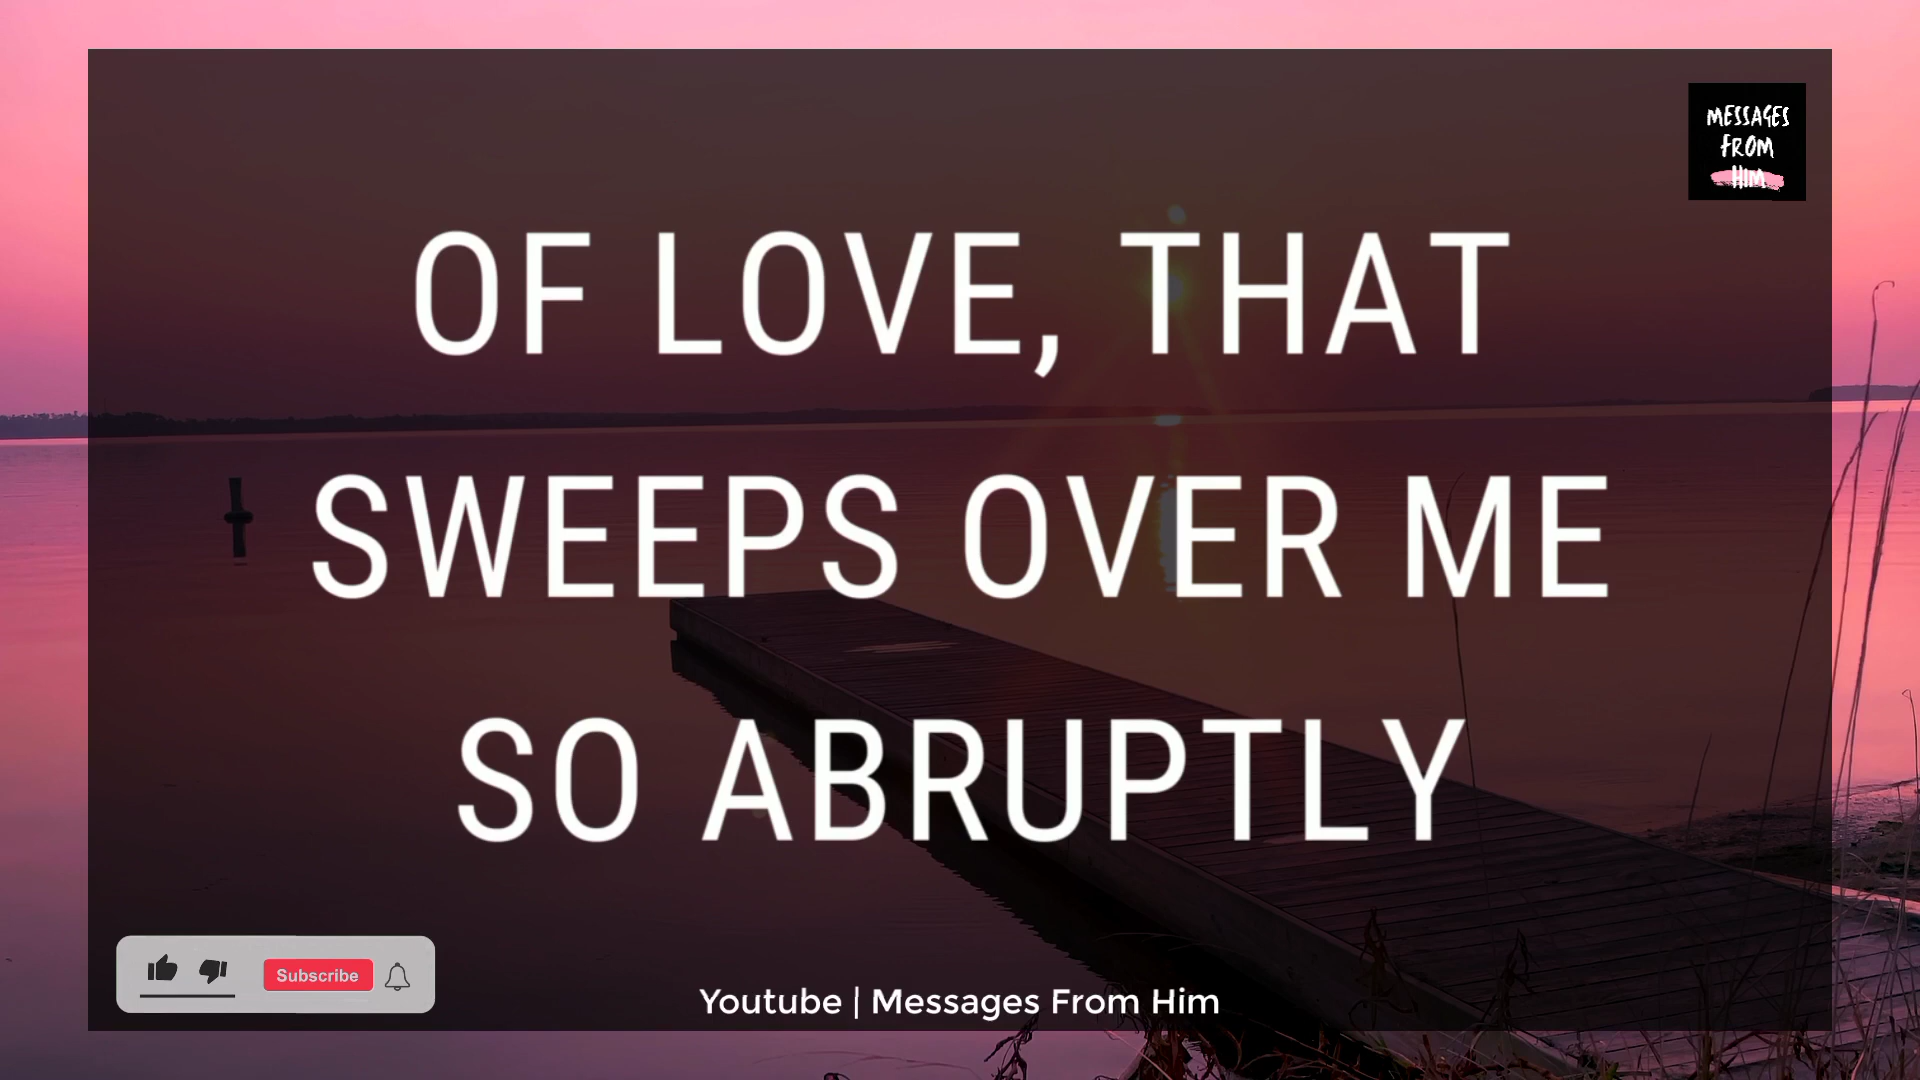 MESSAGES
FROM
HIM
OF LOVE, THAT
SWEEPS OVER ME
SO ABRUPTLY
Subscribe
Youtube | Messages From Him